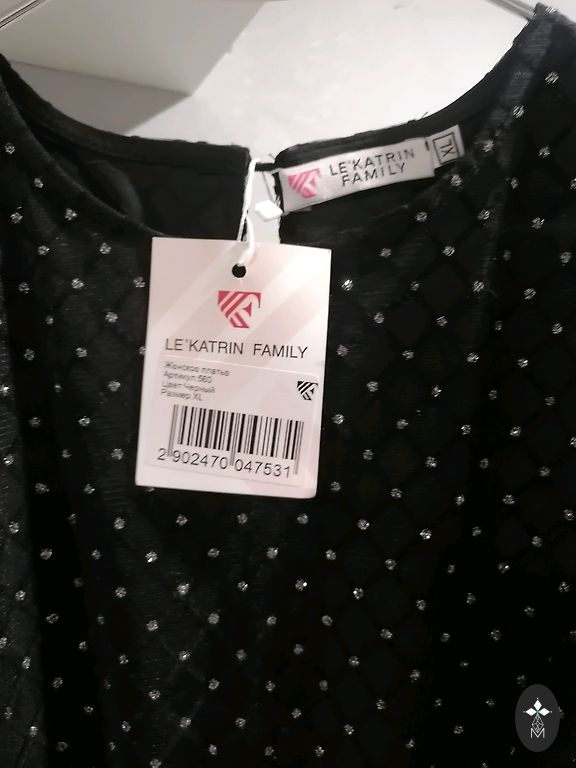 LE'KATRIN
FAMILY
XL
LE'KATRIN FAMILY
Женское платье
Артикул:560
Цвет:Черный
Размер:XL
2 902470 047531
M